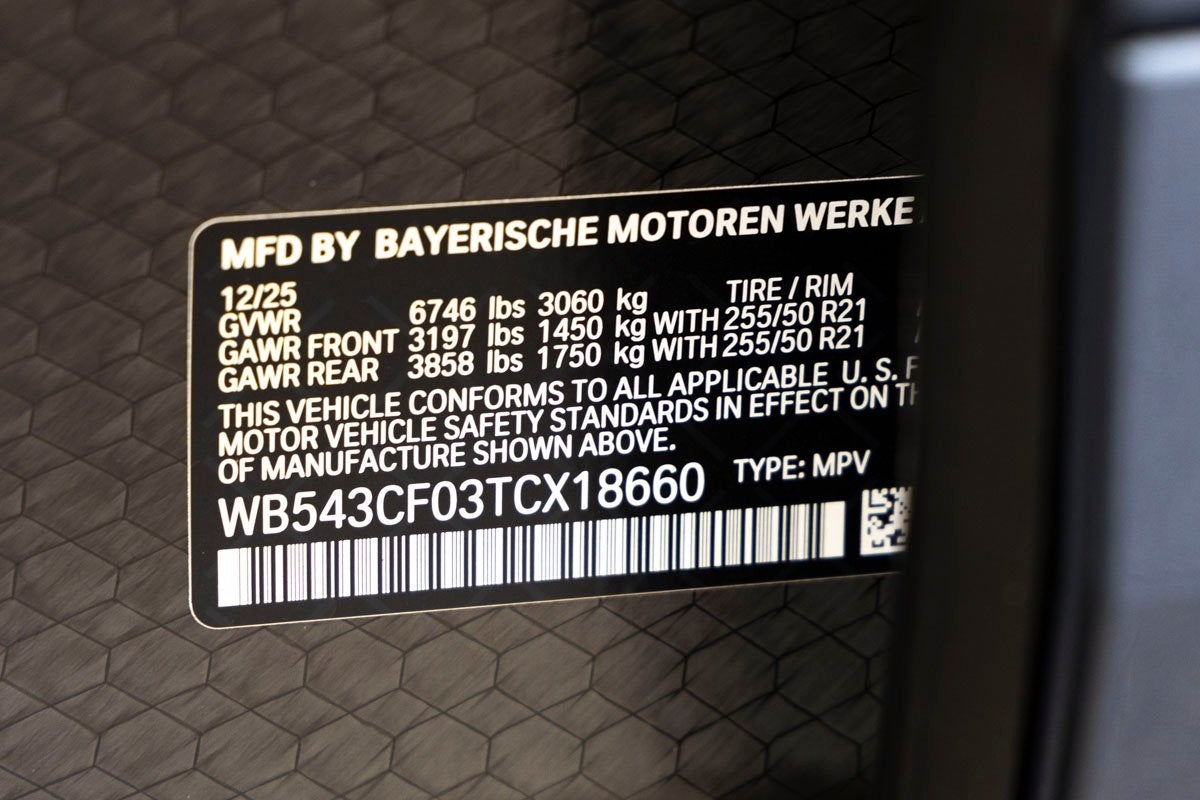 MFD BY BAYERISCHE MOTOREN WERKE
12/25 TIRE / RIM
GVWR 6746 lbs 3060 kg
GAWR FRONT 3197 lbs 1450 kg WITH 255/50 R21
GAWR REAR 3858 lbs 1750 kg WITH 255/50 R21
THIS VEHICLE CONFORMS TO ALL APPLICABLE U. S. F
MOTOR VEHICLE SAFETY STANDARDS IN EFFECT ON TH
OF MANUFACTURE SHOWN ABOVE.
WB543CF03TCX18660 TYPE: MPV